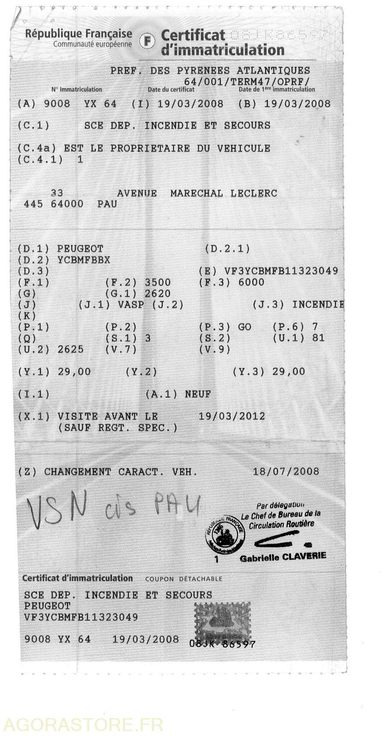 République Française
Communauté européenne
F
Certificat
d'immatriculation
08JK86597
PREF. DES PYRENEES ATLANTIQUES
64/001/TERM47/OPRF/
N° Immatriculation Date du certificat Date de 1ère immatriculation
(A) 9008 YX 64 (I) 19/03/2008 (B) 19/03/2008
(C.1) SCE DEP. INCENDIE ET SECOURS
(C.4a) EST LE PROPRIETAIRE DU VEHICULE
(C.4.1) 1
33 AVENUE MARECHAL LECLERC
445 64000 PAU
(D.1) PEUGEOT (D.2.1)
(D.2) YCBMFBBX
(D.3) (E) VF3YCBMFB11323049
(F.1) (F.2) 3500 (F.3) 6000
(G) (G.1) 2620
(J) (J.1) VASP (J.2) (J.3) INCENDIE
(K)
(P.1) (P.2) (P.3) GO (P.6) 7
(Q) (S.1) 3 (S.2) (U.1) 81
(U.2) 2625 (V.7) (V.9)
(Y.1) 29,00 (Y.2) (Y.3) 29,00
(I.1) (A.1) NEUF
(X.1) VISITE AVANT LE 19/03/2012
(SAUF REGT. SPEC.)
(Z) CHANGEMENT CARACT. VEH. 18/07/2008
VSN cis PAU
Par délégation
Le Chef de Bureau de la
Circulation Routière
1
Gabrielle CLAVERIE
Certificat d'immatriculation COUPON DÉTACHABLE
SCE DEP. INCENDIE ET SECOURS
PEUGEOT
VF3YCBMFB11323049
9008 YX 64 19/03/2008
08JK-86597
AGORASTORE.FR